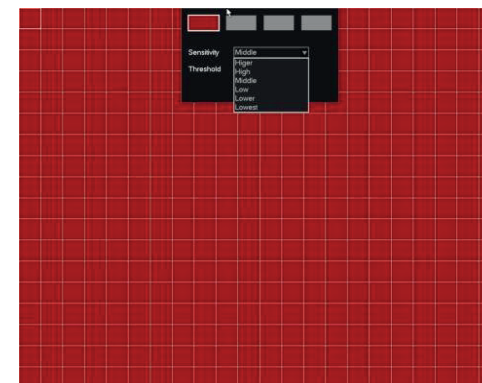 Sensitivity Middle
Threshold
Higer
High
Middle
Low
Lower
Lowest